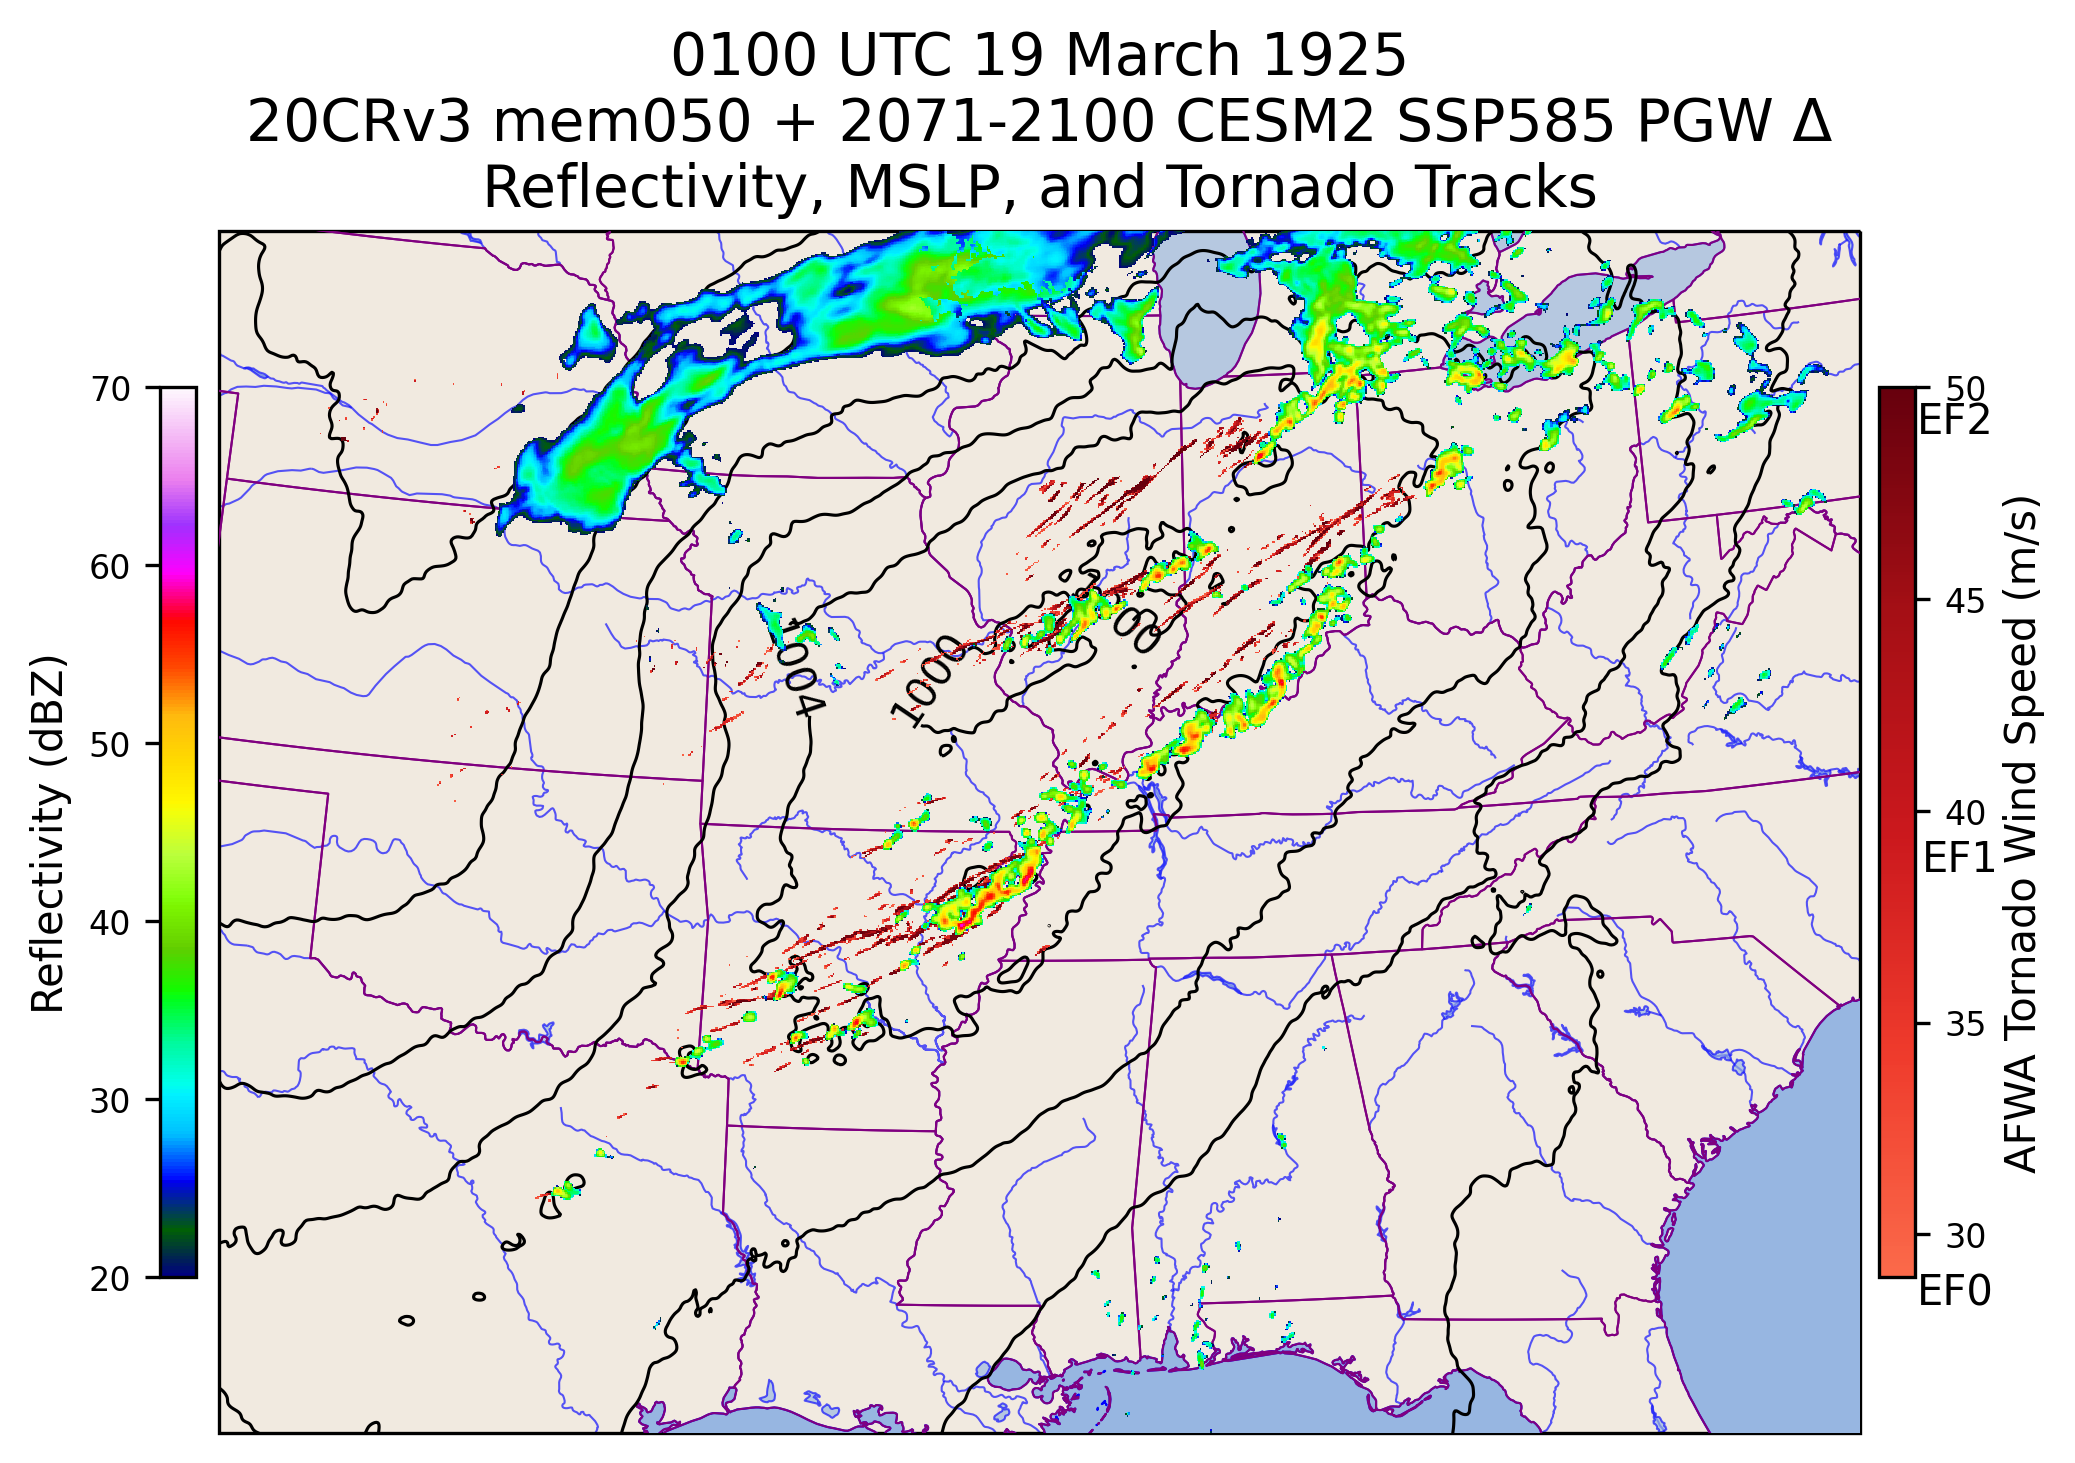 0100 UTC 19 March 1925
20CRv3 mem050 + 2071-2100 CESM2 SSP585 PGW Δ
Reflectivity, MSLP, and Tornado Tracks
Reflectivity (dBZ)
70
60
50
40
30
20
1004
1000
50
EF2
45
40
EF1
35
30
EF0
AFWA Tornado Wind Speed (m/s)